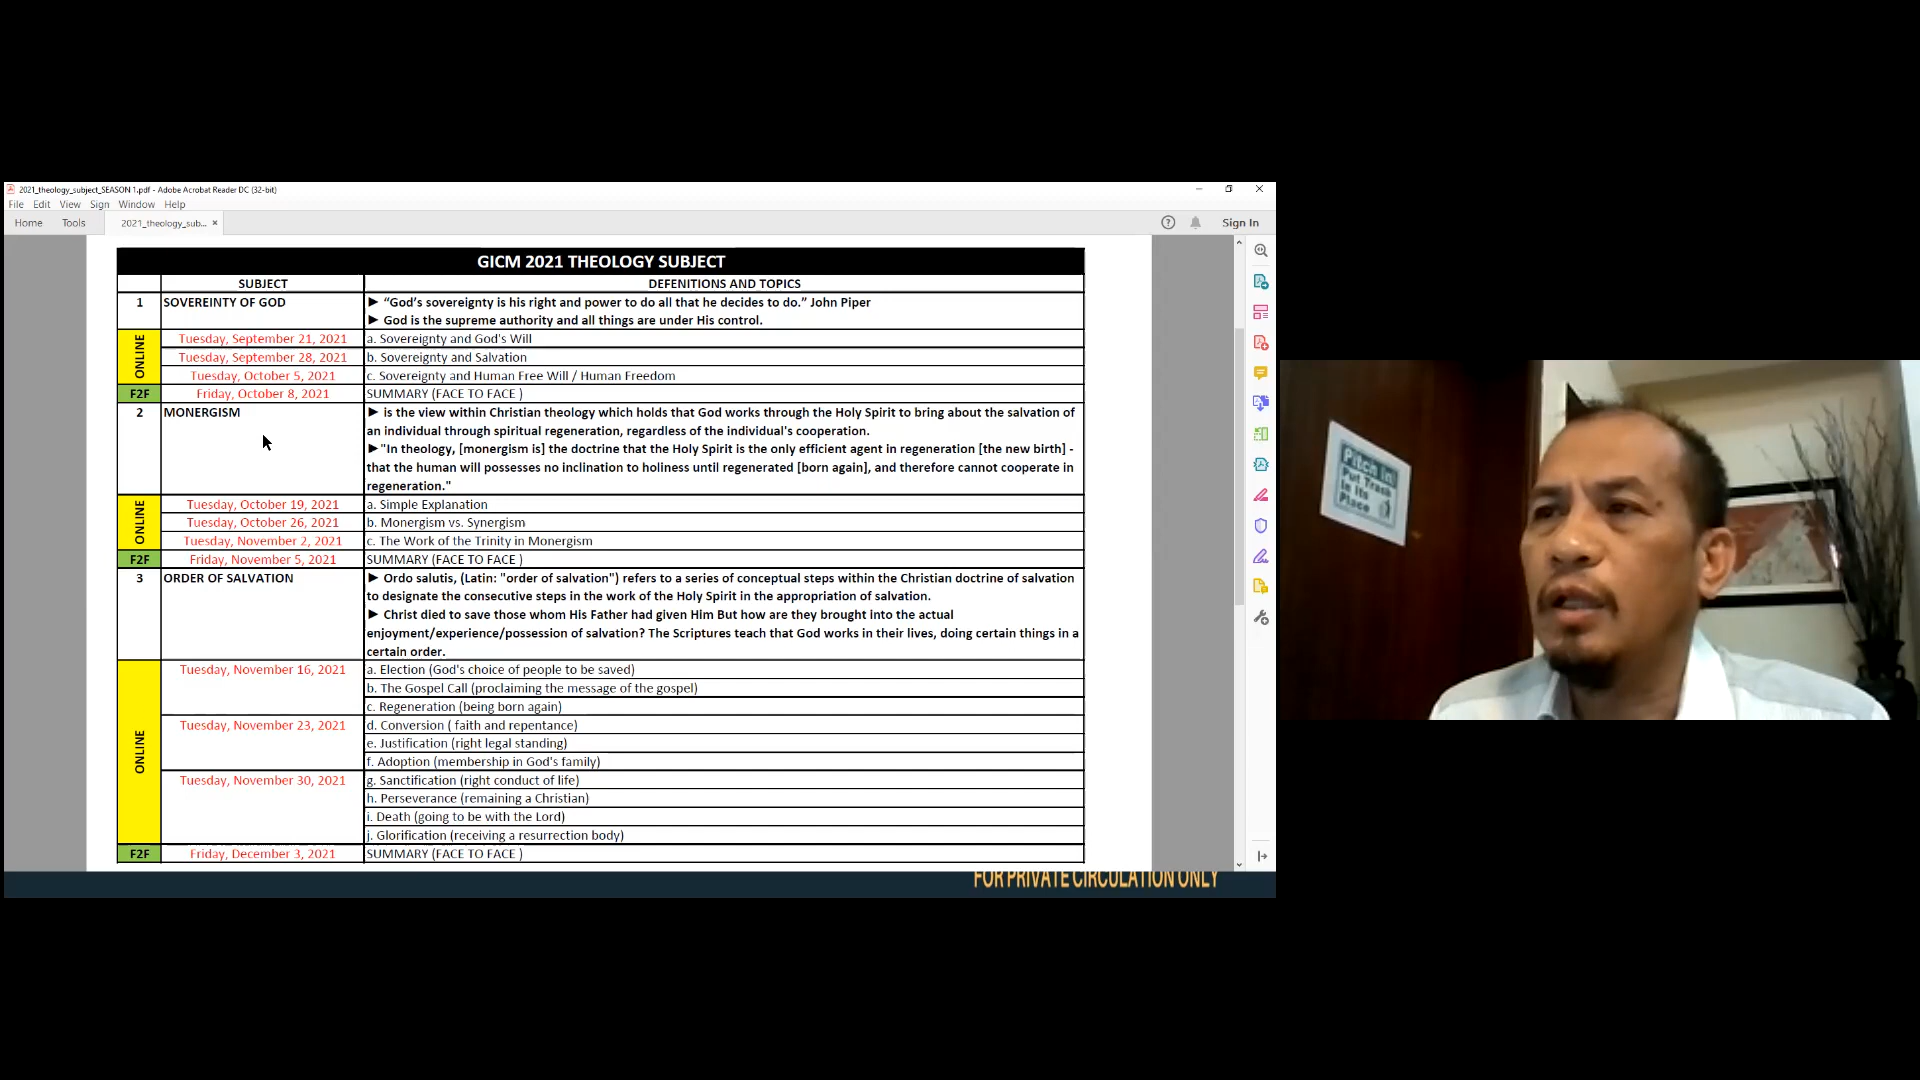 2021_theology_subject_SEASON 1.pdf - Adobe Acrobat Reader DC (32-bit)
File Edit View Sign Window Help
Home Tools 2021_theology_sub... × Sign In
GICM 2021 THEOLOGY SUBJECT
SUBJECT DEFENITIONS AND TOPICS
1 SOVEREINTY OF GOD ► “God’s sovereignty is his right and power to do all that he decides to do.” John Piper
► God is the supreme authority and all things are under His control.
ONLINE
Tuesday, September 21, 2021 a. Sovereignty and God's Will
Tuesday, September 28, 2021 b. Sovereignty and Salvation
Tuesday, October 5, 2021 c. Sovereignty and Human Free Will / Human Freedom
F2F Friday, October 8, 2021 SUMMARY (FACE TO FACE )
2 MONERGISM ► is the view within Christian theology which holds that God works through the Holy Spirit to bring about the salvation of
an individual through spiritual regeneration, regardless of the individual's cooperation.
►"In theology, [monergism is] the doctrine that the Holy Spirit is the only efficient agent in regeneration [the new birth] -
that the human will possesses no inclination to holiness until regenerated [born again], and therefore cannot cooperate in
regeneration."
ONLINE
Tuesday, October 19, 2021 a. Simple Explanation
Tuesday, October 26, 2021 b. Monergism vs. Synergism
Tuesday, November 2, 2021 c. The Work of the Trinity in Monergism
F2F Friday, November 5, 2021 SUMMARY (FACE TO FACE )
3 ORDER OF SALVATION ► Ordo salutis, (Latin: "order of salvation") refers to a series of conceptual steps within the Christian doctrine of salvation
to designate the consecutive steps in the work of the Holy Spirit in the appropriation of salvation.
► Christ died to save those whom His Father had given Him But how are they brought into the actual
enjoyment/experience/possession of salvation? The Scriptures teach that God works in their lives, doing certain things in a
certain order.
ONLINE
Tuesday, November 16, 2021 a. Election (God's choice of people to be saved)
b. The Gospel Call (proclaiming the message of the gospel)
c. Regeneration (being born again)
Tuesday, November 23, 2021 d. Conversion ( faith and repentance)
e. Justification (right legal standing)
f. Adoption (membership in God's family)
Tuesday, November 30, 2021 g. Sanctification (right conduct of life)
h. Perseverance (remaining a Christian)
i. Death (going to be with the Lord)
j. Glorification (receiving a resurrection body)
F2F Friday, December 3, 2021 SUMMARY (FACE TO FACE )
FOR PRIVATE CIRCULATION ONLY
Pitch In
Put Trash
In Its
Place